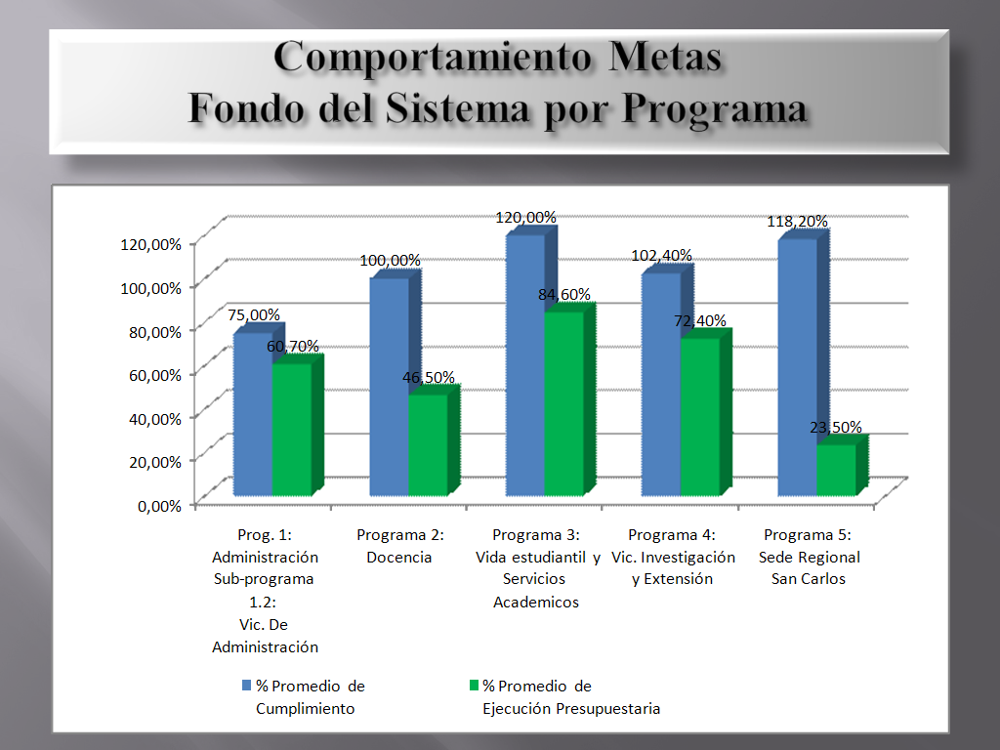 Comportamiento Metas
Fondo del Sistema por Programa
120,00%
100,00%
80,00%
60,00%
40,00%
20,00%
0,00%
75,00%
60,70%
100,00%
46,50%
120,00%
84,60%
102,40%
72,40%
118,20%
23,50%
Prog. 1:
Administración
Sub-programa
1.2:
Vic. De
Administración
Programa 2:
Docencia
Programa 3:
Vida estudiantil y
Servicios
Academicos
Programa 4:
Vic. Investigación
y Extensión
Programa 5:
Sede Regional
San Carlos
% Promedio de
Cumplimiento
% Promedio de
Ejecución Presupuestaria